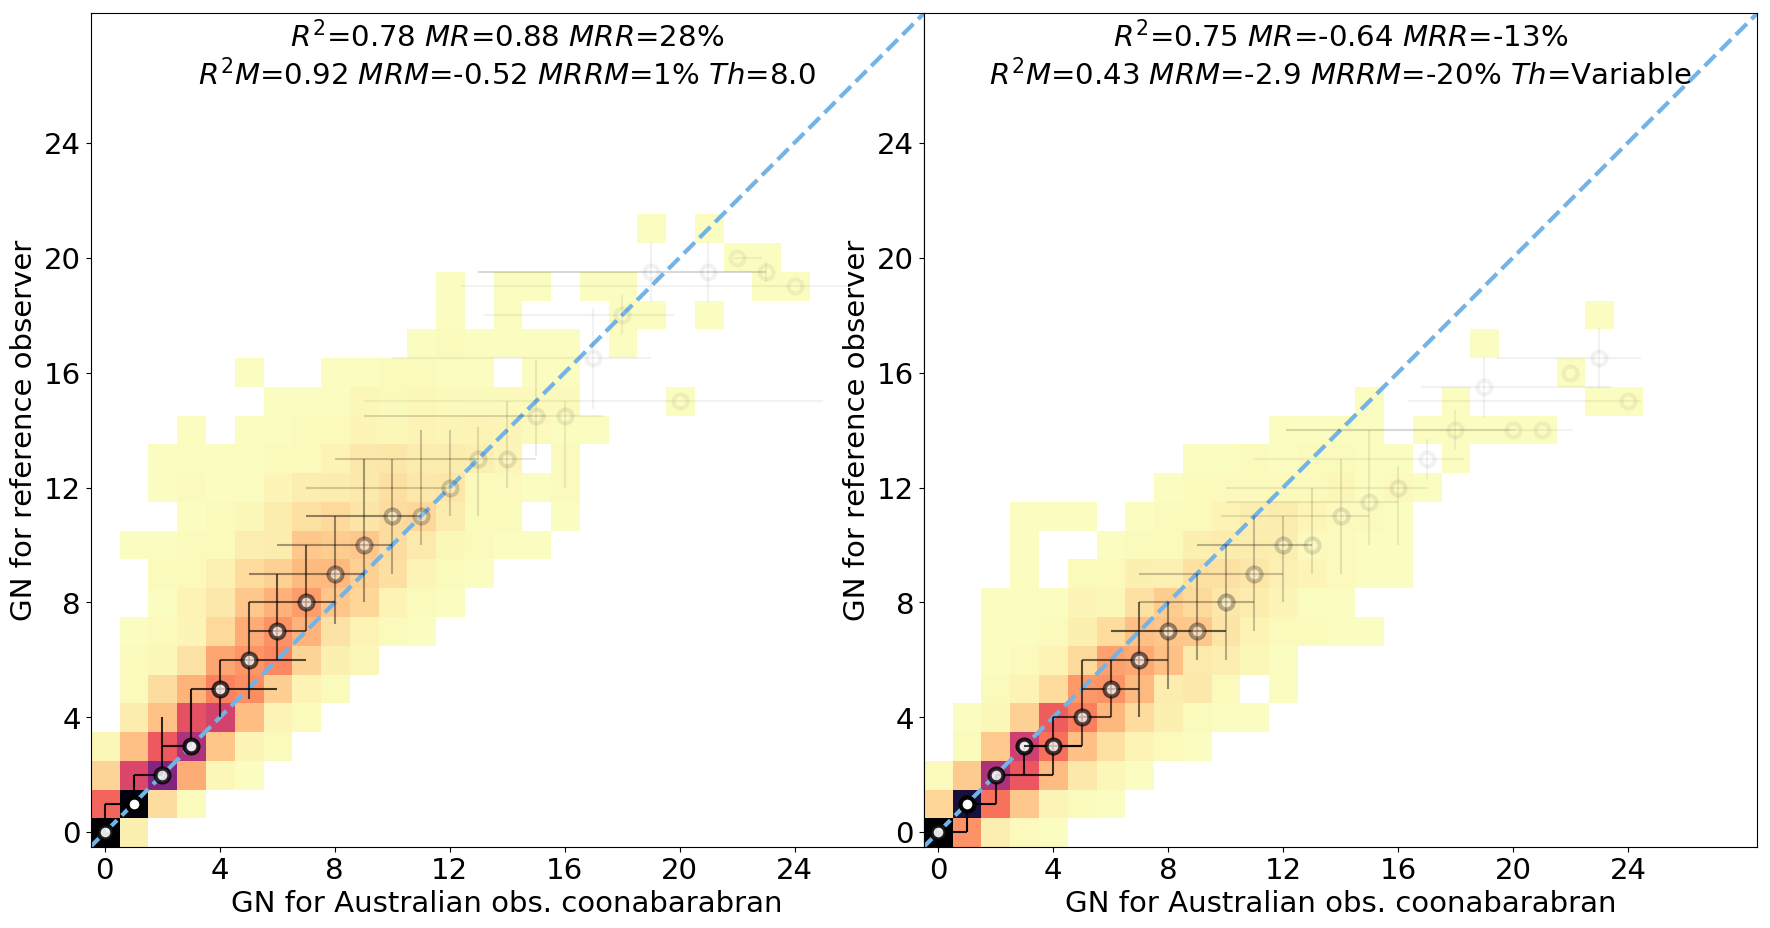 R²=0.78 MR=0.88 MRR=28%
R²M=0.92 MRM=-0.52 MRRM=1% Th=8.0
24
20
16
12
8
4
0
GN for reference observer
0 4 8 12 16 20 24
GN for Australian obs. coonabarabran
R²=0.75 MR=-0.64 MRR=-13%
R²M=0.43 MRM=-2.9 MRRM=-20% Th=Variable
24
20
16
12
8
4
0
GN for reference observer
0 4 8 12 16 20 24
GN for Australian obs. coonabarabran